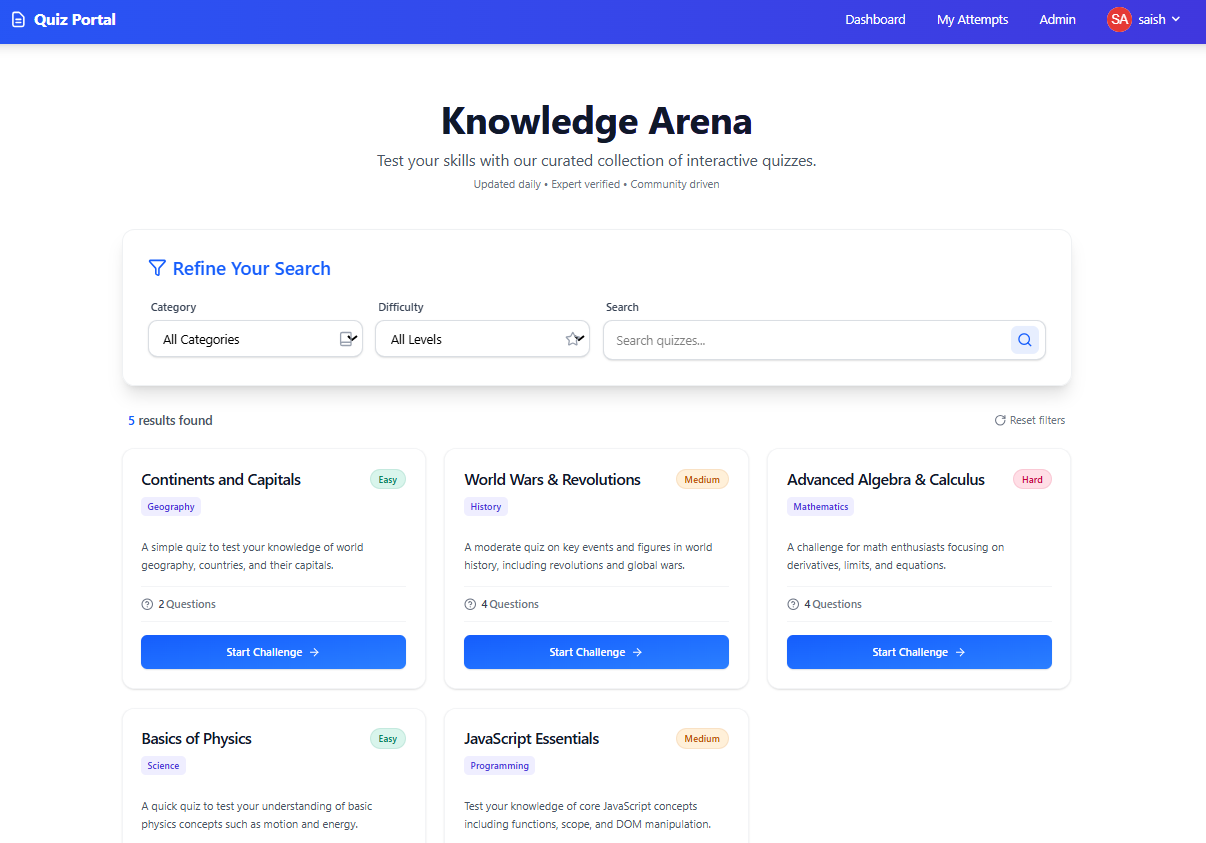 Quiz Portal
Dashboard My Attempts Admin SA saish
Knowledge Arena
Test your skills with our curated collection of interactive quizzes.
Updated daily • Expert verified • Community driven
Refine Your Search
Category Difficulty Search
All Categories All Levels Search quizzes...
5 results found Reset filters
Continents and Capitals Easy
Geography
A simple quiz to test your knowledge of world
geography, countries, and their capitals.
2 Questions
Start Challenge →
World Wars & Revolutions Medium
History
A moderate quiz on key events and figures in world
history, including revolutions and global wars.
4 Questions
Start Challenge →
Advanced Algebra & Calculus Hard
Mathematics
A challenge for math enthusiasts focusing on
derivatives, limits, and equations.
4 Questions
Start Challenge →
Basics of Physics Easy
Science
A quick quiz to test your understanding of basic
physics concepts such as motion and energy.
JavaScript Essentials Medium
Programming
Test your knowledge of core JavaScript concepts
including functions, scope, and DOM manipulation.